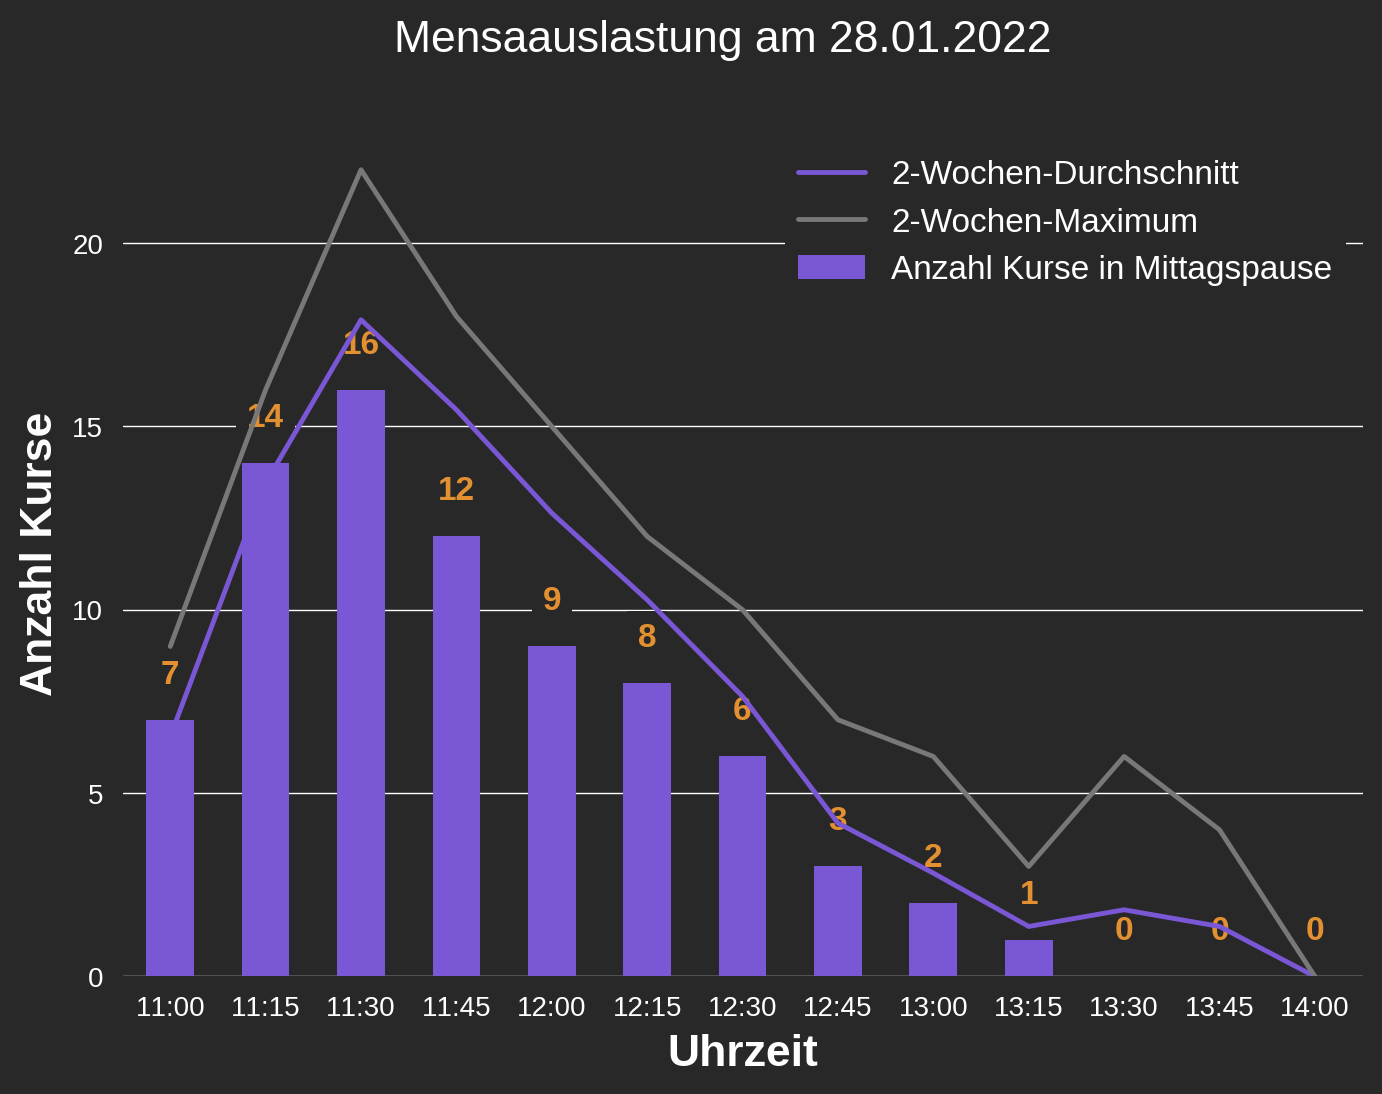 Mensaauslastung am 28.01.2022
2-Wochen-Durchschnitt
2-Wochen-Maximum
Anzahl Kurse in Mittagspause
Anzahl Kurse
20
15
10
5
0
7
14
16
12
9
8
6
3
2
1
0
0
0
11:00 11:15 11:30 11:45 12:00 12:15 12:30 12:45 13:00 13:15 13:30 13:45 14:00
Uhrzeit